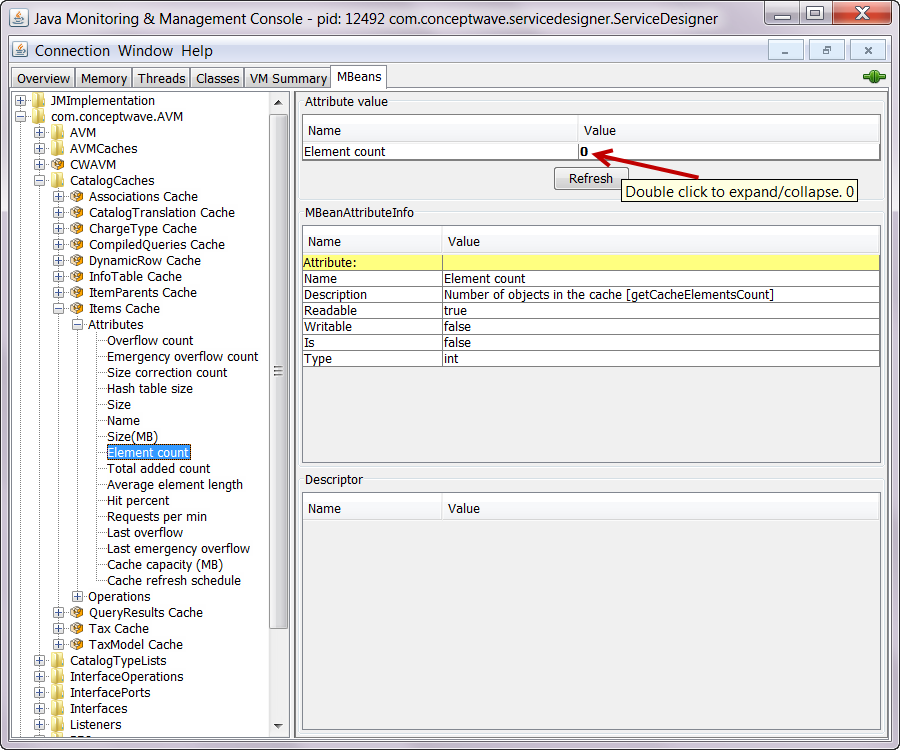 Java Monitoring & Management Console - pid: 12492 com.conceptwave.servicedesigner.ServiceDesigner
Connection Window Help
Overview Memory Threads Classes VM Summary MBeans
JMImplementation
com.conceptwave.AVM
AVM
AVMCaches
CWAVM
CatalogCaches
Associations Cache
CatalogTranslation Cache
ChargeType Cache
CompiledQueries Cache
DynamicRow Cache
InfoTable Cache
ItemParents Cache
Items Cache
Attributes
Overflow count
Emergency overflow count
Size correction count
Hash table size
Size
Name
Size(MB)
Element count
Total added count
Average element length
Hit percent
Requests per min
Last overflow
Last emergency overflow
Cache capacity (MB)
Cache refresh schedule
Operations
QueryResults Cache
Tax Cache
TaxModel Cache
CatalogTypeLists
InterfaceOperations
InterfacePorts
Interfaces
Listeners
Attribute value
Name Value
Element count 0
Refresh
Double click to expand/collapse. 0
MBeanAttributeInfo
Name Value
Attribute:
Name Element count
Description Number of objects in the cache [getCacheElementsCount]
Readable true
Writable false
Is false
Type int
Descriptor
Name Value